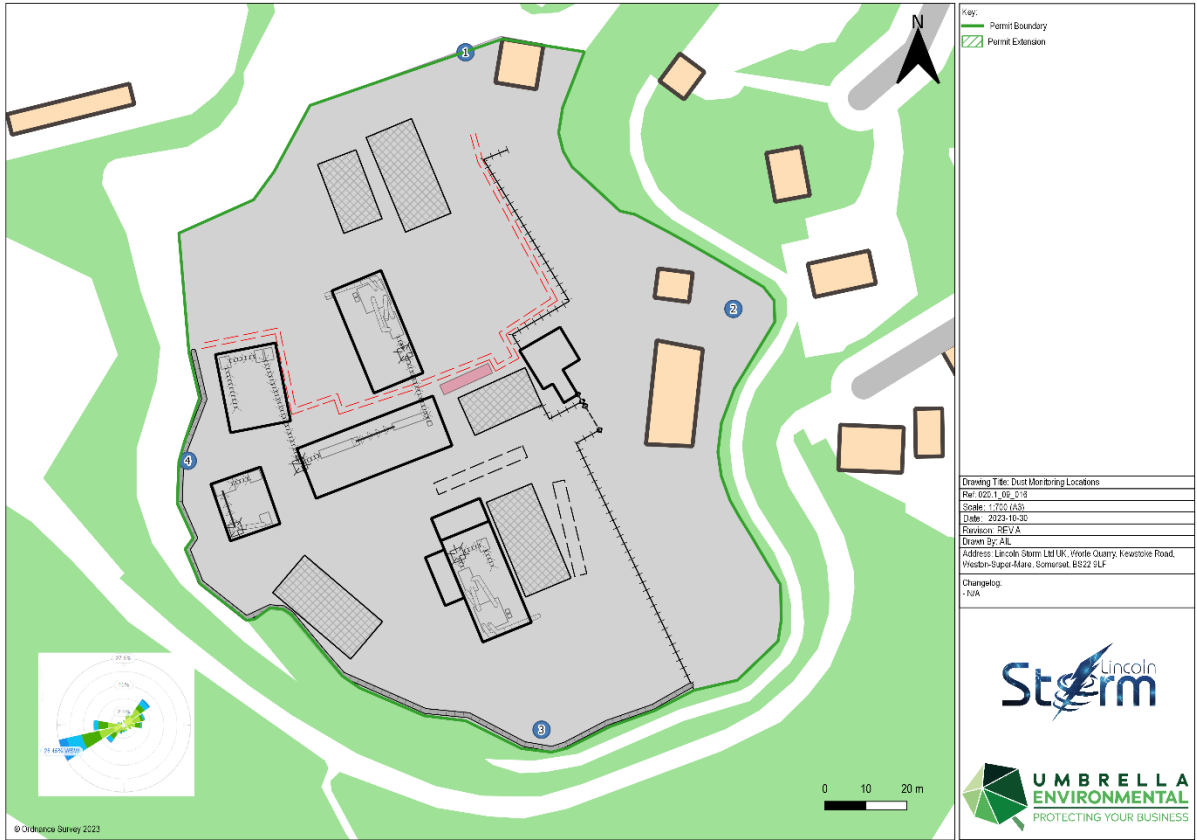 N
1
2
3
4
0 10 20 m
© Ordnance Survey 2023
Key:
Permit Boundary
Permit Extension
Drawing Title: Dust Monitoring Locations
Ref: 020.1_09_016
Scale: 1:700 (A3)
Date: 2023-10-30
Revison: REV A
Drawn By: AIL
Address: Lincoln Storm Ltd UK, Worle Quarry, Kewstoke Road,
Weston-Super-Mare, Somerset, BS22 9LF
Changelog:
- N/A
Lincoln
Storm
UMBRELLA
ENVIRONMENTAL
PROTECTING YOUR BUSINESS